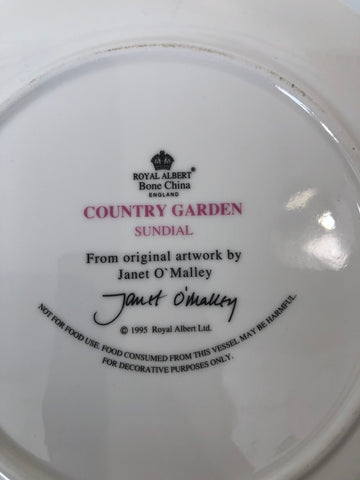 ROYAL ALBERT®
Bone China
ENGLAND
COUNTRY GARDEN
SUNDIAL
From original artwork by
Janet O`Malley
Janet O'Malley
© 1995 Royal Albert Ltd.
NOT FOR FOOD USE. FOOD CONSUMED FROM THIS VESSEL MAY BE HARMFUL
FOR DECORATIVE PURPOSES ONLY.